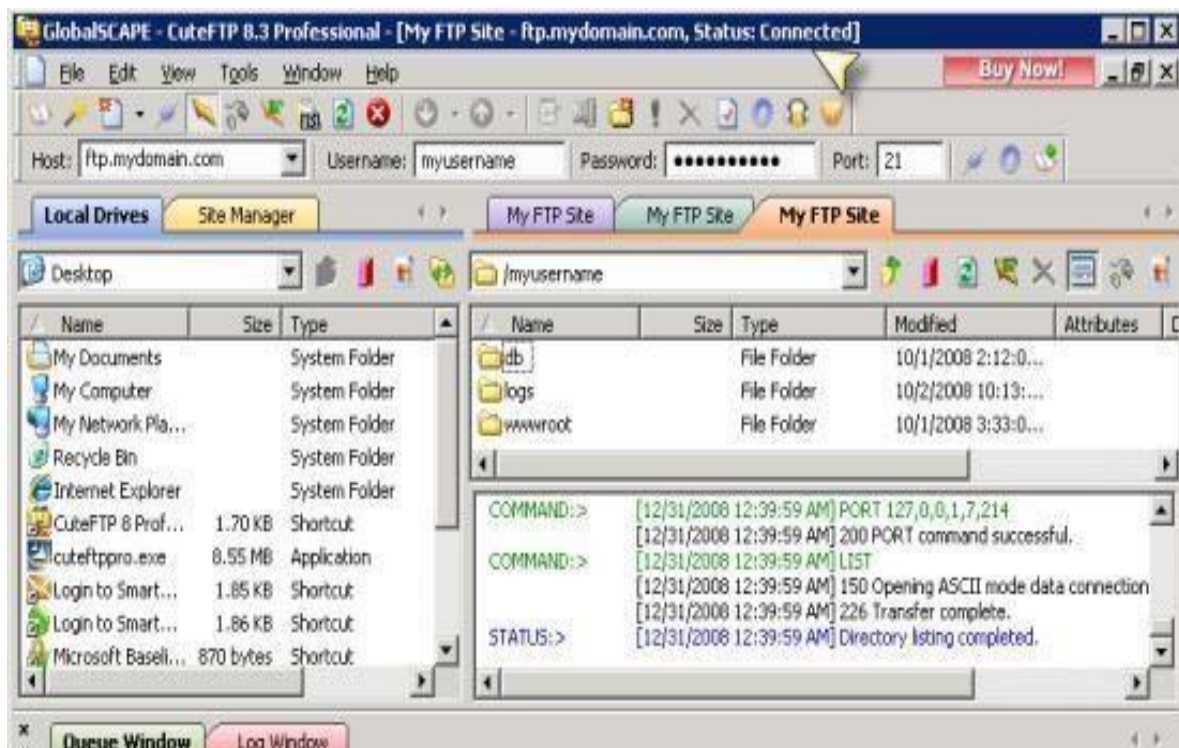 GlobalSCAPE - CuteFTP 8.3 Professional - [My FTP Site - ftp.mydomain.com, Status: Connected]
File Edit View Tools Window Help
Buy Now!
Host: ftp.mydomain.com Username: myusername Password: ●●●●●●●●●● Port: 21
Local Drives Site Manager
My FTP Site My FTP Site My FTP Site
Desktop
/myusername
Name Size Type
My Documents System Folder
My Computer System Folder
My Network Pla... System Folder
Recycle Bin System Folder
Internet Explorer System Folder
CuteFTP 8 Prof... 1.70 KB Shortcut
cuteftppro.exe 8.55 MB Application
Login to Smart... 1.85 KB Shortcut
Login to Smart... 1.86 KB Shortcut
Microsoft Baseli... 870 bytes Shortcut
Name Size Type Modified Attributes
db File Folder 10/1/2008 2:12:0...
logs File Folder 10/2/2008 10:13:...
wwwroot File Folder 10/1/2008 3:33:0...
COMMAND:> [12/31/2008 12:39:59 AM] PORT 127,0,0,1,7,214
[12/31/2008 12:39:59 AM] 200 PORT command successful.
COMMAND:> [12/31/2008 12:39:59 AM] LIST
[12/31/2008 12:39:59 AM] 150 Opening ASCII mode data connection
[12/31/2008 12:39:59 AM] 226 Transfer complete.
STATUS:> [12/31/2008 12:39:59 AM] Directory listing completed.
Queue Window Log Window